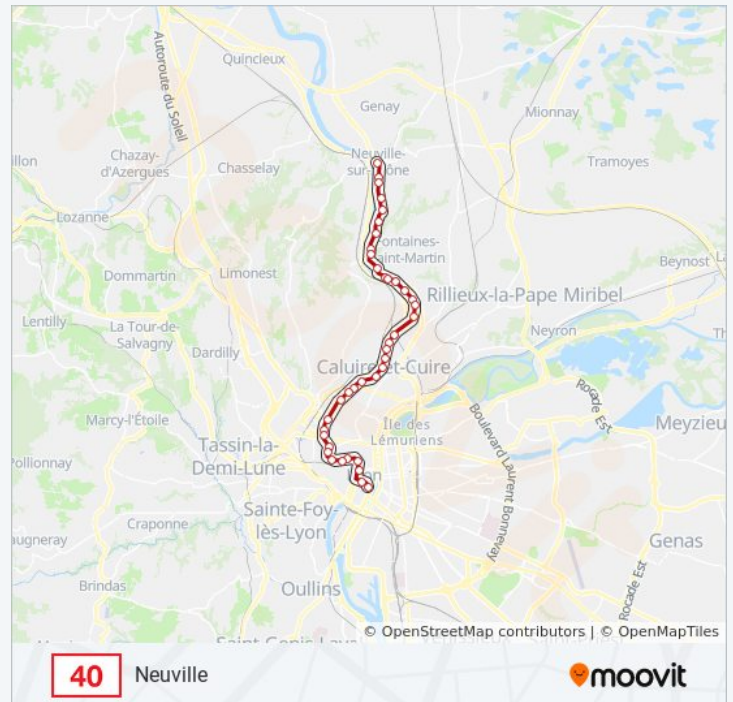 Quincieux
Autoroute du Soleil
Genay
Mionnay
Neuville-
sur-Saône
Tramoyes
Chazay-
d'Azergues
Chasselay
Lozanne
Fontaines-
Saint-Martin
Beynost
Dommartin
Limonest
Rillieux-la-Pape
Miribel
Lentilly
La Tour-de-
Salvagny
Neyron
Dardilly
Caluire-et-Cuire
Rocade Est
Marcy-l'Étoile
Île des
Lémuriens
Meyzieu
Boulevard Laurent Bonnevay
Tassin-la-
Demi-Lune
Pollionnay
Sainte-Foy-
lès-Lyon
Craponne
Genas
Brindas
Oullins
Rocade Est
© OpenStreetMap contributors | © OpenMapTiles
40 Neuville
moovit